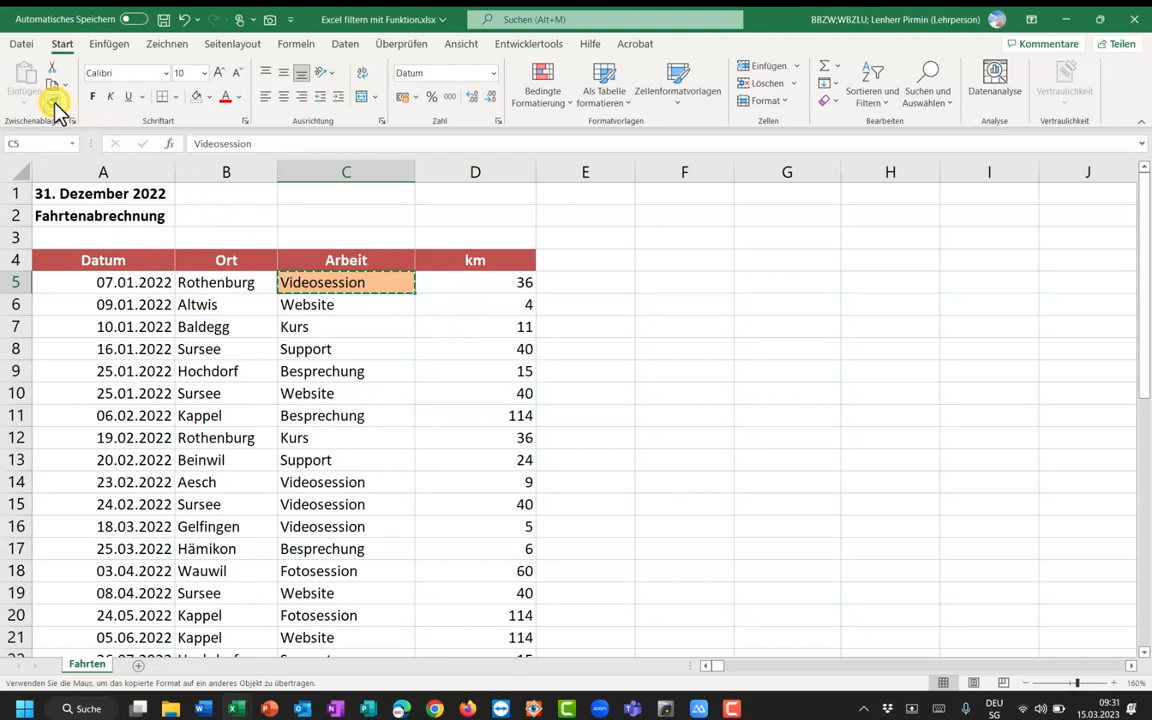 Automatisches Speichern
Excel filtern mit Funktion.xlsx
Suchen (Alt+M)
BBZW;WBZLU; Lenherr Pirmin (Lehrperson)
Datei Start Einfügen Zeichnen Seitenlayout Formeln Daten Überprüfen Ansicht Entwicklertools Hilfe Acrobat Kommentare Teilen
Einfügen
Zwischenablage
Calibri 10
F K U
Schriftart
Ausrichtung
Datum
Zahl
Bedingte Formatierung
Als Tabelle formatieren
Zellenformatvorlagen
Formatvorlagen
Einfügen
Löschen
Format
Zellen
Sortieren und Filtern
Suchen und Auswählen
Bearbeiten
Datenanalyse
Analyse
Vertraulichkeit
Vertraulichkeit
C5 fx Videosession
A B C D E F G H I J
1 31. Dezember 2022
2 Fahrtenabrechnung
3
4 Datum Ort Arbeit km
5 07.01.2022 Rothenburg Videosession 36
6 09.01.2022 Altwis Website 4
7 10.01.2022 Baldegg Kurs 11
8 16.01.2022 Sursee Support 40
9 25.01.2022 Hochdorf Besprechung 15
10 25.01.2022 Sursee Website 40
11 06.02.2022 Kappel Besprechung 114
12 19.02.2022 Rothenburg Kurs 36
13 20.02.2022 Beinwil Support 24
14 23.02.2022 Aesch Videosession 9
15 24.02.2022 Sursee Videosession 40
16 18.03.2022 Gelfingen Videosession 5
17 25.03.2022 Hämikon Besprechung 6
18 03.04.2022 Wauwil Fotosession 60
19 08.04.2022 Sursee Website 40
20 24.05.2022 Kappel Fotosession 114
21 05.06.2022 Kappel Website 114
Fahrten
Verwenden Sie die Maus, um das kopierte Format auf ein anderes Objekt zu übertragen.
160%
Suche
DEU
SG
09:31
15.03.2023